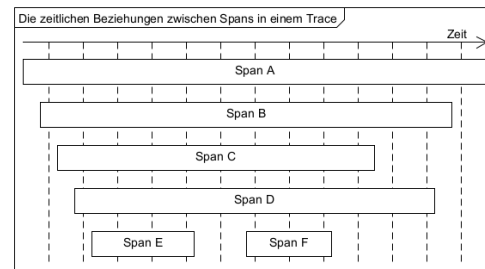 Die zeitlichen Beziehungen zwischen Spans in einem Trace
Zeit
Span A
Span B
Span C
Span D
Span E Span F